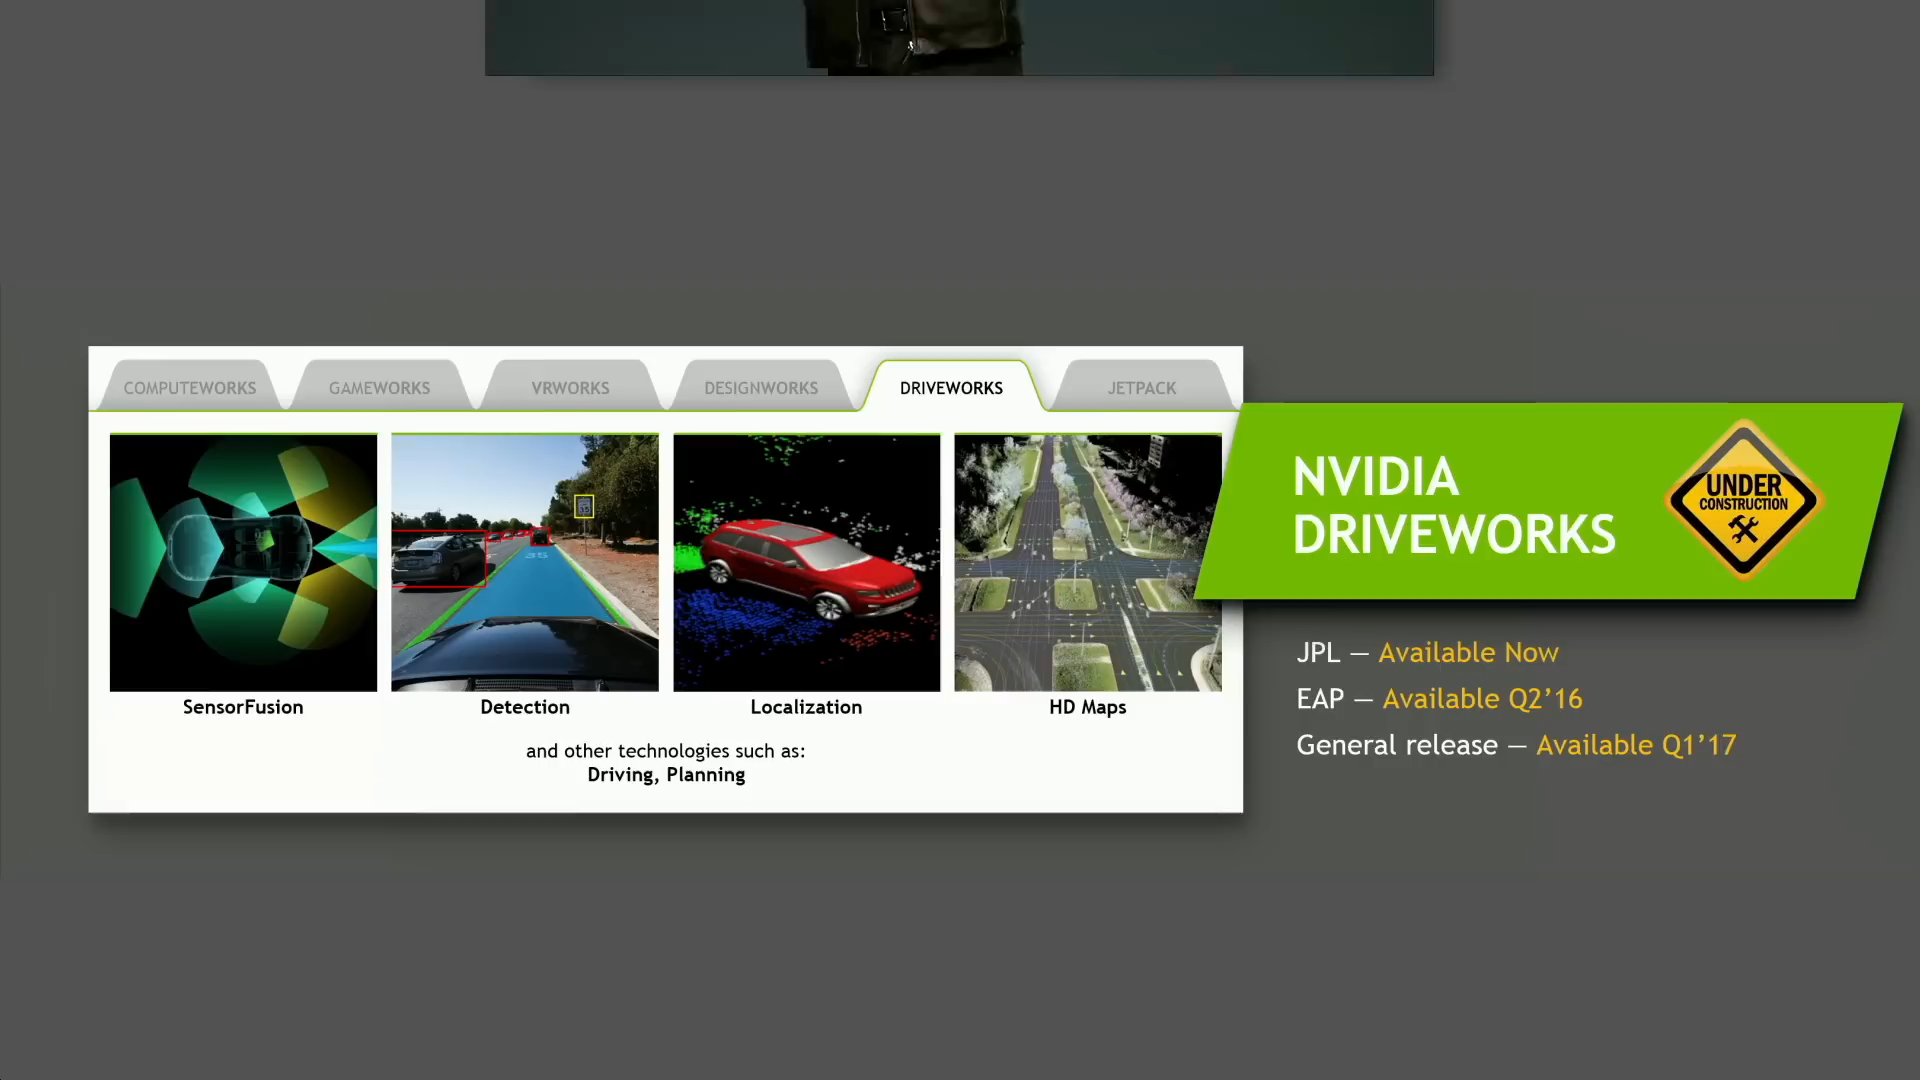 COMPUTEWORKS
GAMEWORKS
VRWORKS
DESIGNWORKS
DRIVEWORKS
JETPACK
35
SensorFusion
Detection
Localization
HD Maps
and other technologies such as:
Driving, Planning
NVIDIA
DRIVEWORKS
UNDER
CONSTRUCTION
JPL — Available Now
EAP — Available Q2’16
General release — Available Q1’17